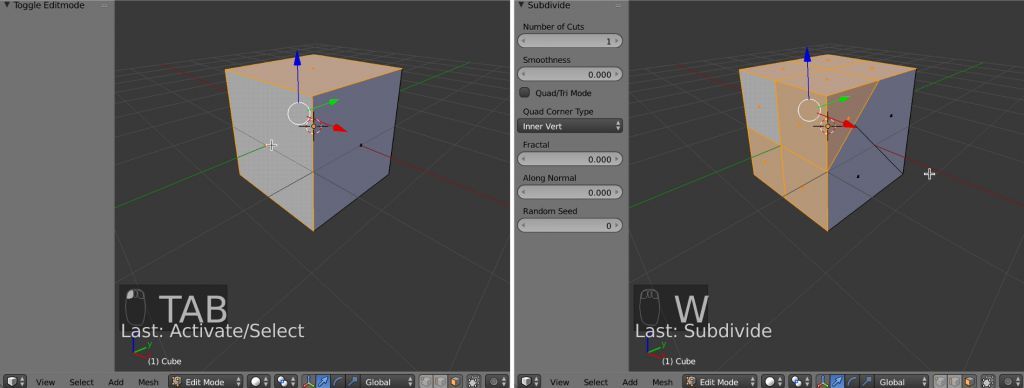 Toggle Editmode
TAB
Last: Activate/Select
y
(1) Cube
View Select Add Mesh Edit Mode Global
Subdivide
Number of Cuts
1
Smoothness
0.000
Quad/Tri Mode
Quad Corner Type
Inner Vert
Fractal
0.000
Along Normal
0.000
Random Seed
0
W
Last: Subdivide
y
(1) Cube
View Select Add Mesh Edit Mode Global